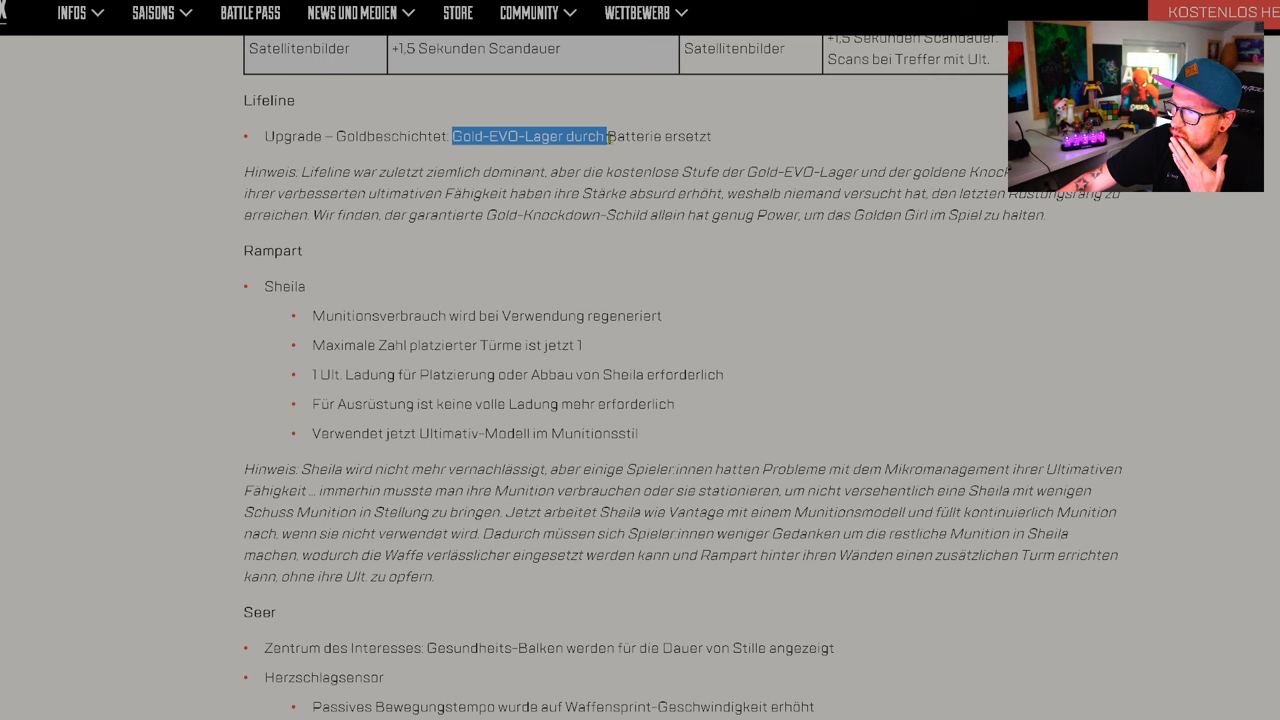 INFOS SAISONS BATTLE PASS NEWS UND MEDIEN STORE COMMUNITY WETTBEWERB KOSTENLOS HE
Satellitenbilder +1,5 Sekunden Scandauer Satellitenbilder +1,5 Sekunden Scandauer.
Scans bei Treffer mit Ult.
Lifeline
• Upgrade – Goldbeschichtet: Gold-EVO-Lager durch Batterie ersetzt
Hinweis: Lifeline war zuletzt ziemlich dominant, aber die kostenlose Stufe der Gold-EVO-Lager und der goldene Knock
ihrer verbesserten ultimativen Fähigkeit haben ihre Stärke absurd erhöht, weshalb niemand versucht hat, den letzten Rüstungsrang zu
erreichen. Wir finden, der garantierte Gold-Knockdown-Schild allein hat genug Power, um das Golden Girl im Spiel zu halten.
Rampart
• Sheila
• Munitionsverbrauch wird bei Verwendung regeneriert
• Maximale Zahl platzierter Türme ist jetzt 1
• 1 Ult. Ladung für Platzierung oder Abbau von Sheila erforderlich
• Für Ausrüstung ist keine volle Ladung mehr erforderlich
• Verwendet jetzt Ultimativ-Modell im Munitionsstil
Hinweis: Sheila wird nicht mehr vernachlässigt, aber einige Spieler:innen hatten Probleme mit dem Mikromanagement ihrer Ultimativen
Fähigkeit ... immerhin musste man ihre Munition verbrauchen oder sie stationieren, um nicht versehentlich eine Sheila mit wenigen
Schuss Munition in Stellung zu bringen. Jetzt arbeitet Sheila wie Vantage mit einem Munitionsmodell und füllt kontinuierlich Munition
nach, wenn sie nicht verwendet wird. Dadurch müssen sich Spieler:innen weniger Gedanken um die restliche Munition in Sheila
machen, wodurch die Waffe verlässlicher eingesetzt werden kann und Rampart hinter ihren Wänden einen zusätzlichen Turm errichten
kann, ohne ihre Ult. zu opfern.
Seer
• Zentrum des Interesses: Gesundheits-Balken werden für die Dauer von Stille angezeigt
• Herzschlagsensor
• Passives Bewegungstempo wurde auf Waffensprint-Geschwindigkeit erhöht